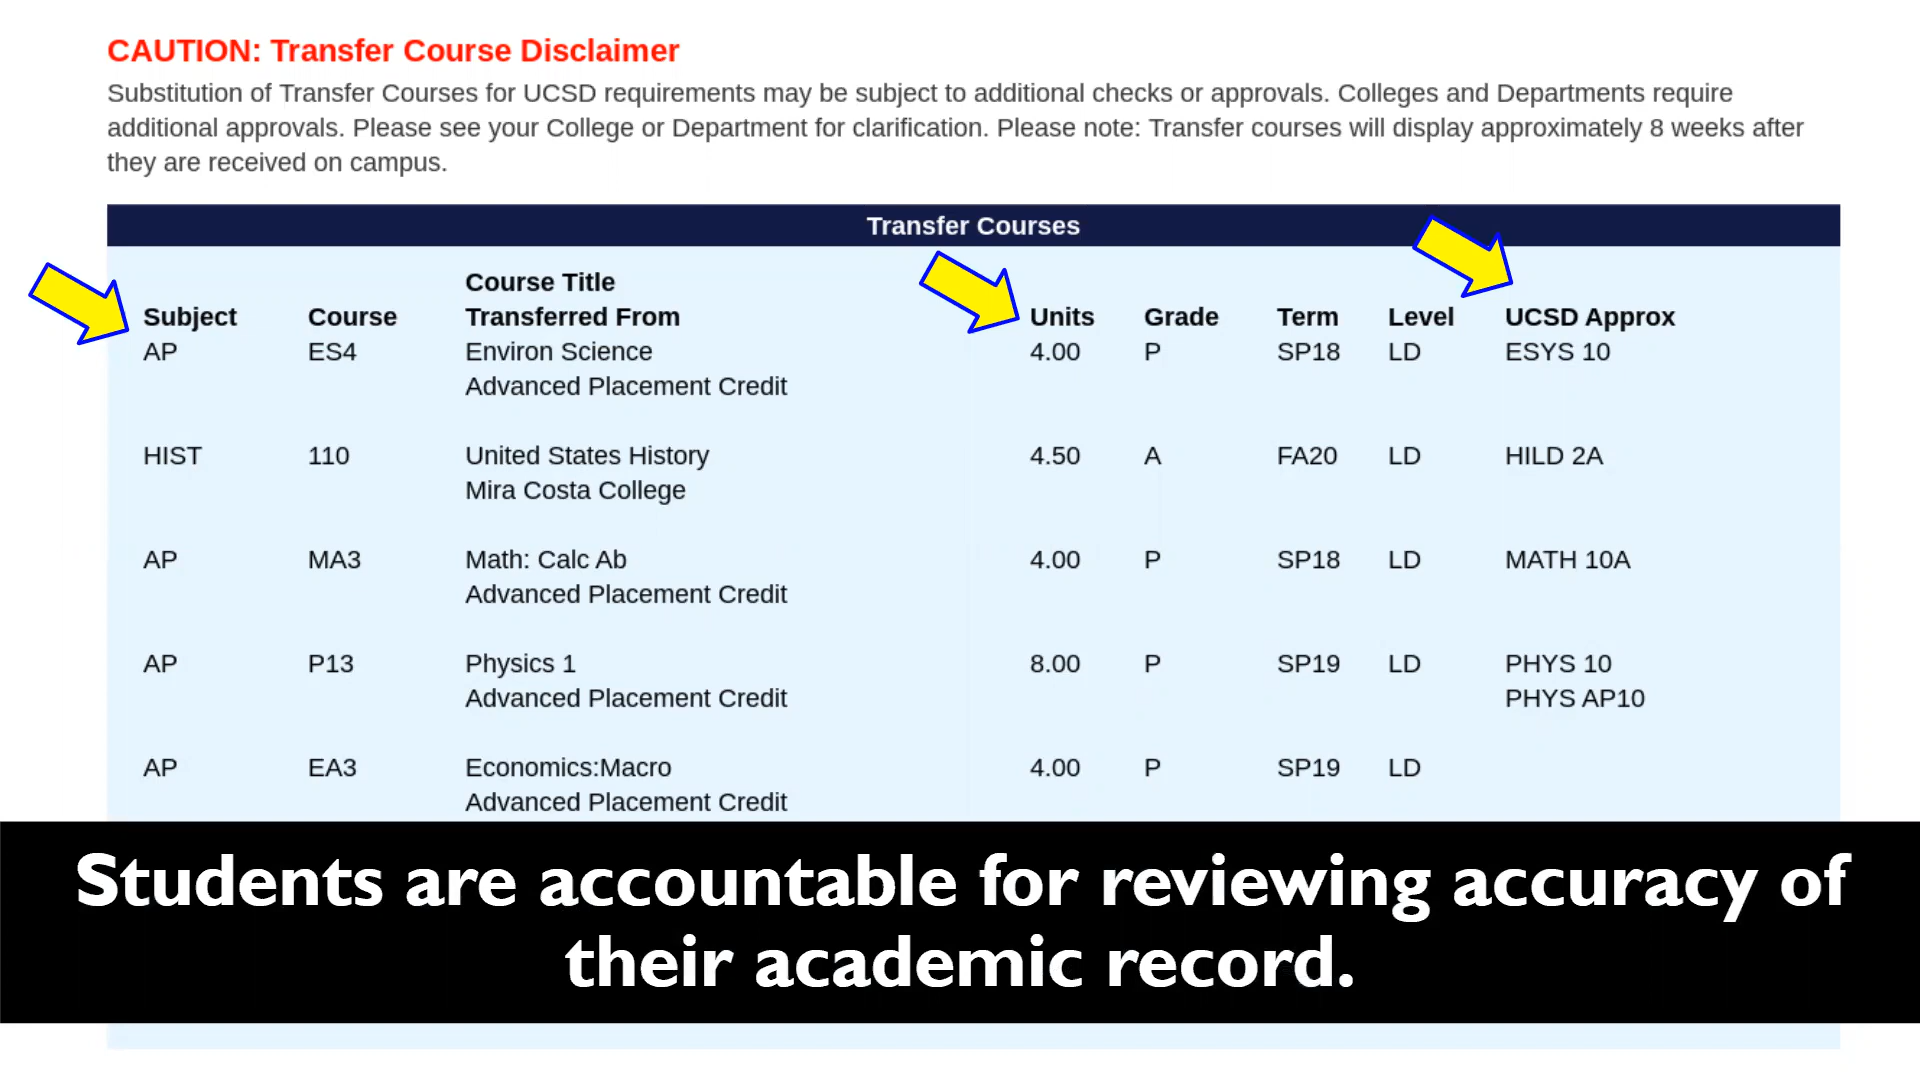 CAUTION: Transfer Course Disclaimer
Substitution of Transfer Courses for UCSD requirements may be subject to additional checks or approvals. Colleges and Departments require
additional approvals. Please see your College or Department for clarification. Please note: Transfer courses will display approximately 8 weeks after
they are received on campus.
Transfer Courses
Course Title
Subject Course Transferred From Units Grade Term Level UCSD Approx
AP ES4 Environ Science 4.00 P SP18 LD ESYS 10
Advanced Placement Credit
HIST 110 United States History 4.50 A FA20 LD HILD 2A
Mira Costa College
AP MA3 Math: Calc Ab 4.00 P SP18 LD MATH 10A
Advanced Placement Credit
AP P13 Physics 1 8.00 P SP19 LD PHYS 10
Advanced Placement Credit PHYS AP10
AP EA3 Economics:Macro 4.00 P SP19 LD
Advanced Placement Credit
Students are accountable for reviewing accuracy of
their academic record.